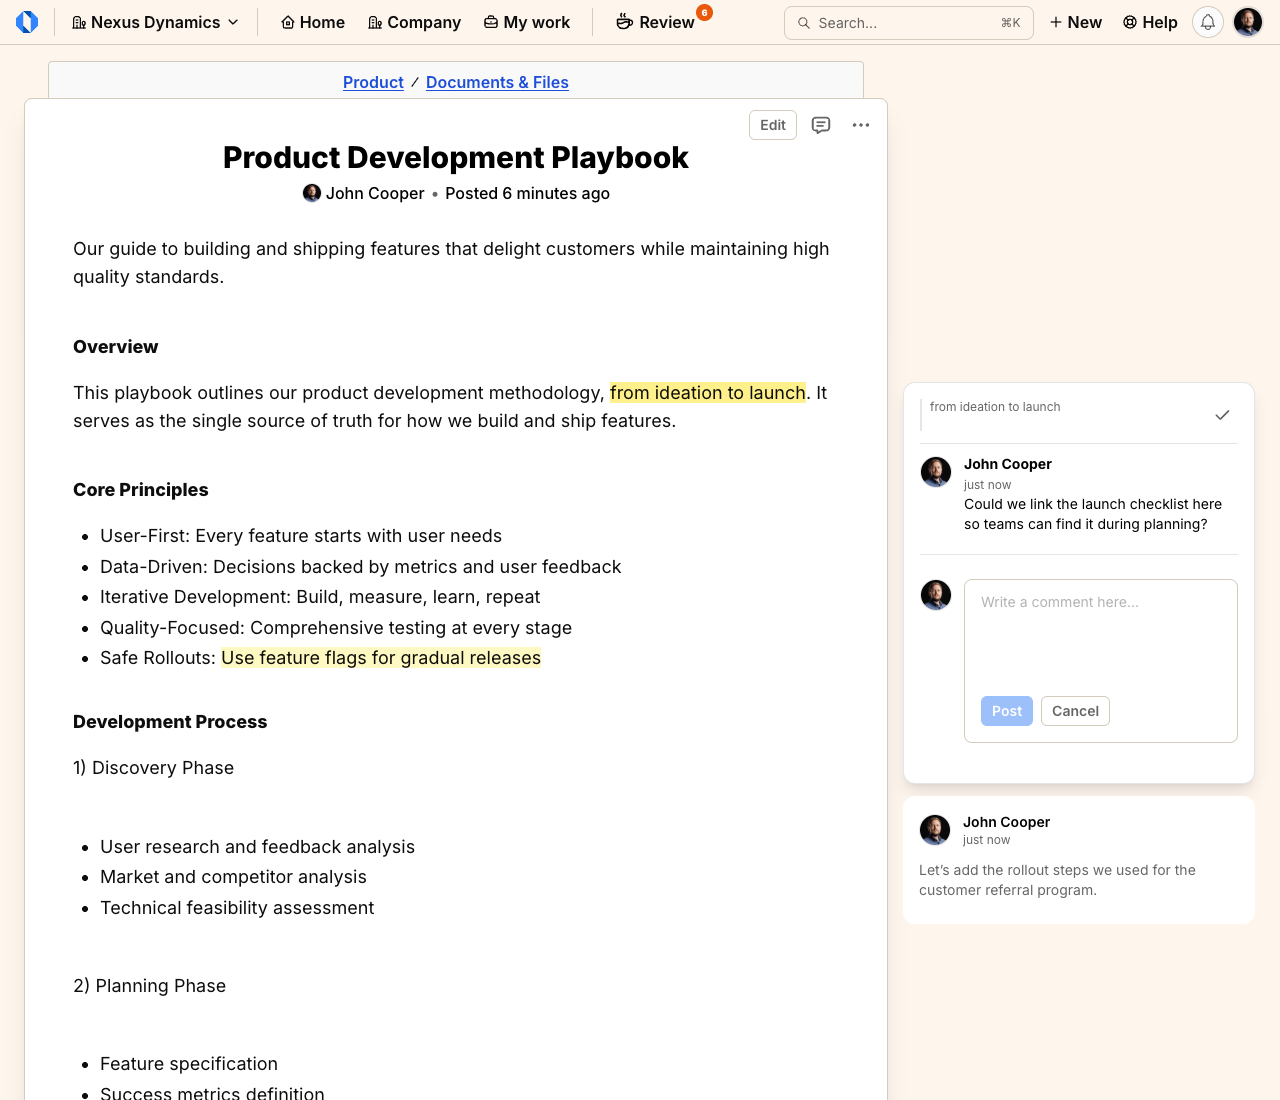 Nexus Dynamics
Home
Company
My work
Review
6
Search...
⌘K
+ New
Help
Product / Documents & Files
Edit
Product Development Playbook
John Cooper • Posted 6 minutes ago
Our guide to building and shipping features that delight customers while maintaining high
quality standards.
Overview
This playbook outlines our product development methodology, from ideation to launch. It
serves as the single source of truth for how we build and ship features.
Core Principles
• User-First: Every feature starts with user needs
• Data-Driven: Decisions backed by metrics and user feedback
• Iterative Development: Build, measure, learn, repeat
• Quality-Focused: Comprehensive testing at every stage
• Safe Rollouts: Use feature flags for gradual releases
Development Process
1) Discovery Phase
• User research and feedback analysis
• Market and competitor analysis
• Technical feasibility assessment
2) Planning Phase
• Feature specification
• Success metrics definition
from ideation to launch
John Cooper
just now
Could we link the launch checklist here
so teams can find it during planning?
Write a comment here...
Post
Cancel
John Cooper
just now
Let’s add the rollout steps we used for the
customer referral program.